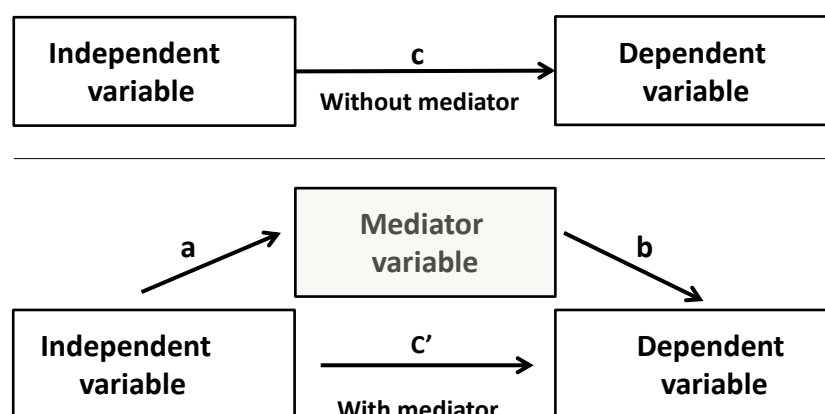 Independent
variable
c
Without mediator
Dependent
variable
Mediator
variable
a
b
Independent
variable
C’
With mediator
Dependent
variable